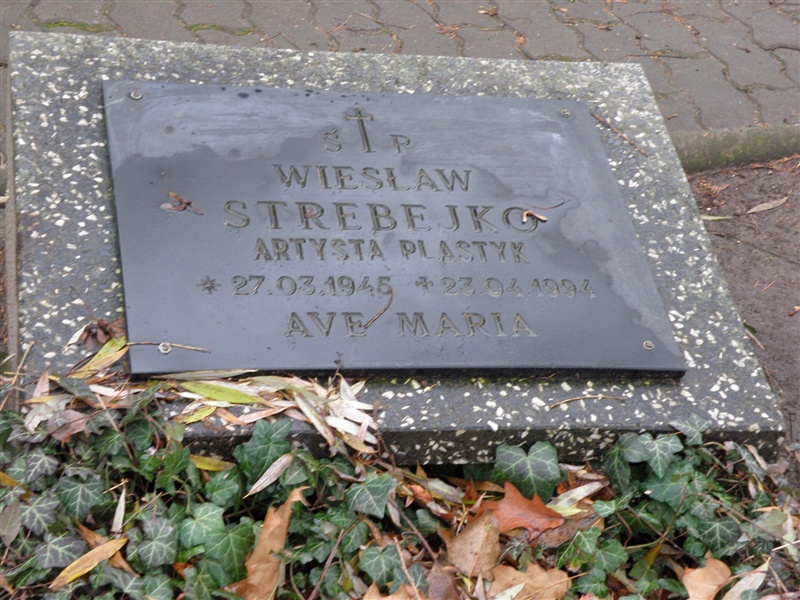 Ś P
WIESŁAW
STREBEJKO
ARTYSTA PLASTYK
* 27.03.1945 ✝ 23.04.1994
AVE MARIA